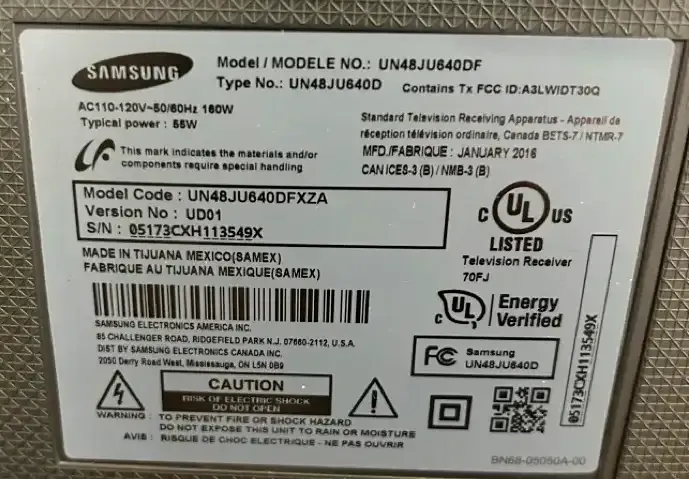 SAMSUNG
Model / MODELE NO.: UN48JU640DF
Type No.: UN48JU640D
Contains Tx FCC ID:A3LWIDT30Q
AC110-120V~50/60Hz 160W
Typical power : 55W
Standard Television Receiving Apparatus - Appareil de
réception télévision ordinaire, Canada BETS-7 / NTMR-7
This mark indicates the materials and/or
components require special handling
MFD./FABRIQUE : JANUARY 2016
CAN ICES-3 (B) / NMB-3 (B)
Model Code : UN48JU640DFXZA
Version No : UD01
S/N : 05173CXH113549X
C UL US
LISTED
Television Receiver
70FJ
MADE IN TIJUANA MEXICO(SAMEX)
FABRIQUE AU TIJUANA MEXIQUE(SAMEX)
C UL Energy
Verified
SAMSUNG ELECTRONICS AMERICA INC.
85 CHALLENGER ROAD, RIDGEFIELD PARK N.J. 07660-2112, U.S.A.
DIST BY SAMSUNG ELECTRONICS CANADA INC.
2050 Derry Road West, Mississauga, ON L5N 0B9
FC Samsung
UN48JU640D
05173CXH113549X
CAUTION
RISK OF ELECTRIC SHOCK
DO NOT OPEN
WARNING : TO PREVENT FIRE OR SHOCK HAZARD
DO NOT EXPOSE THIS UNIT TO RAIN OR MOISTURE
AVIS : RISQUE DE CHOC ELECTRIQUE - NE PAS OUVRIR
BN68-05050A-00